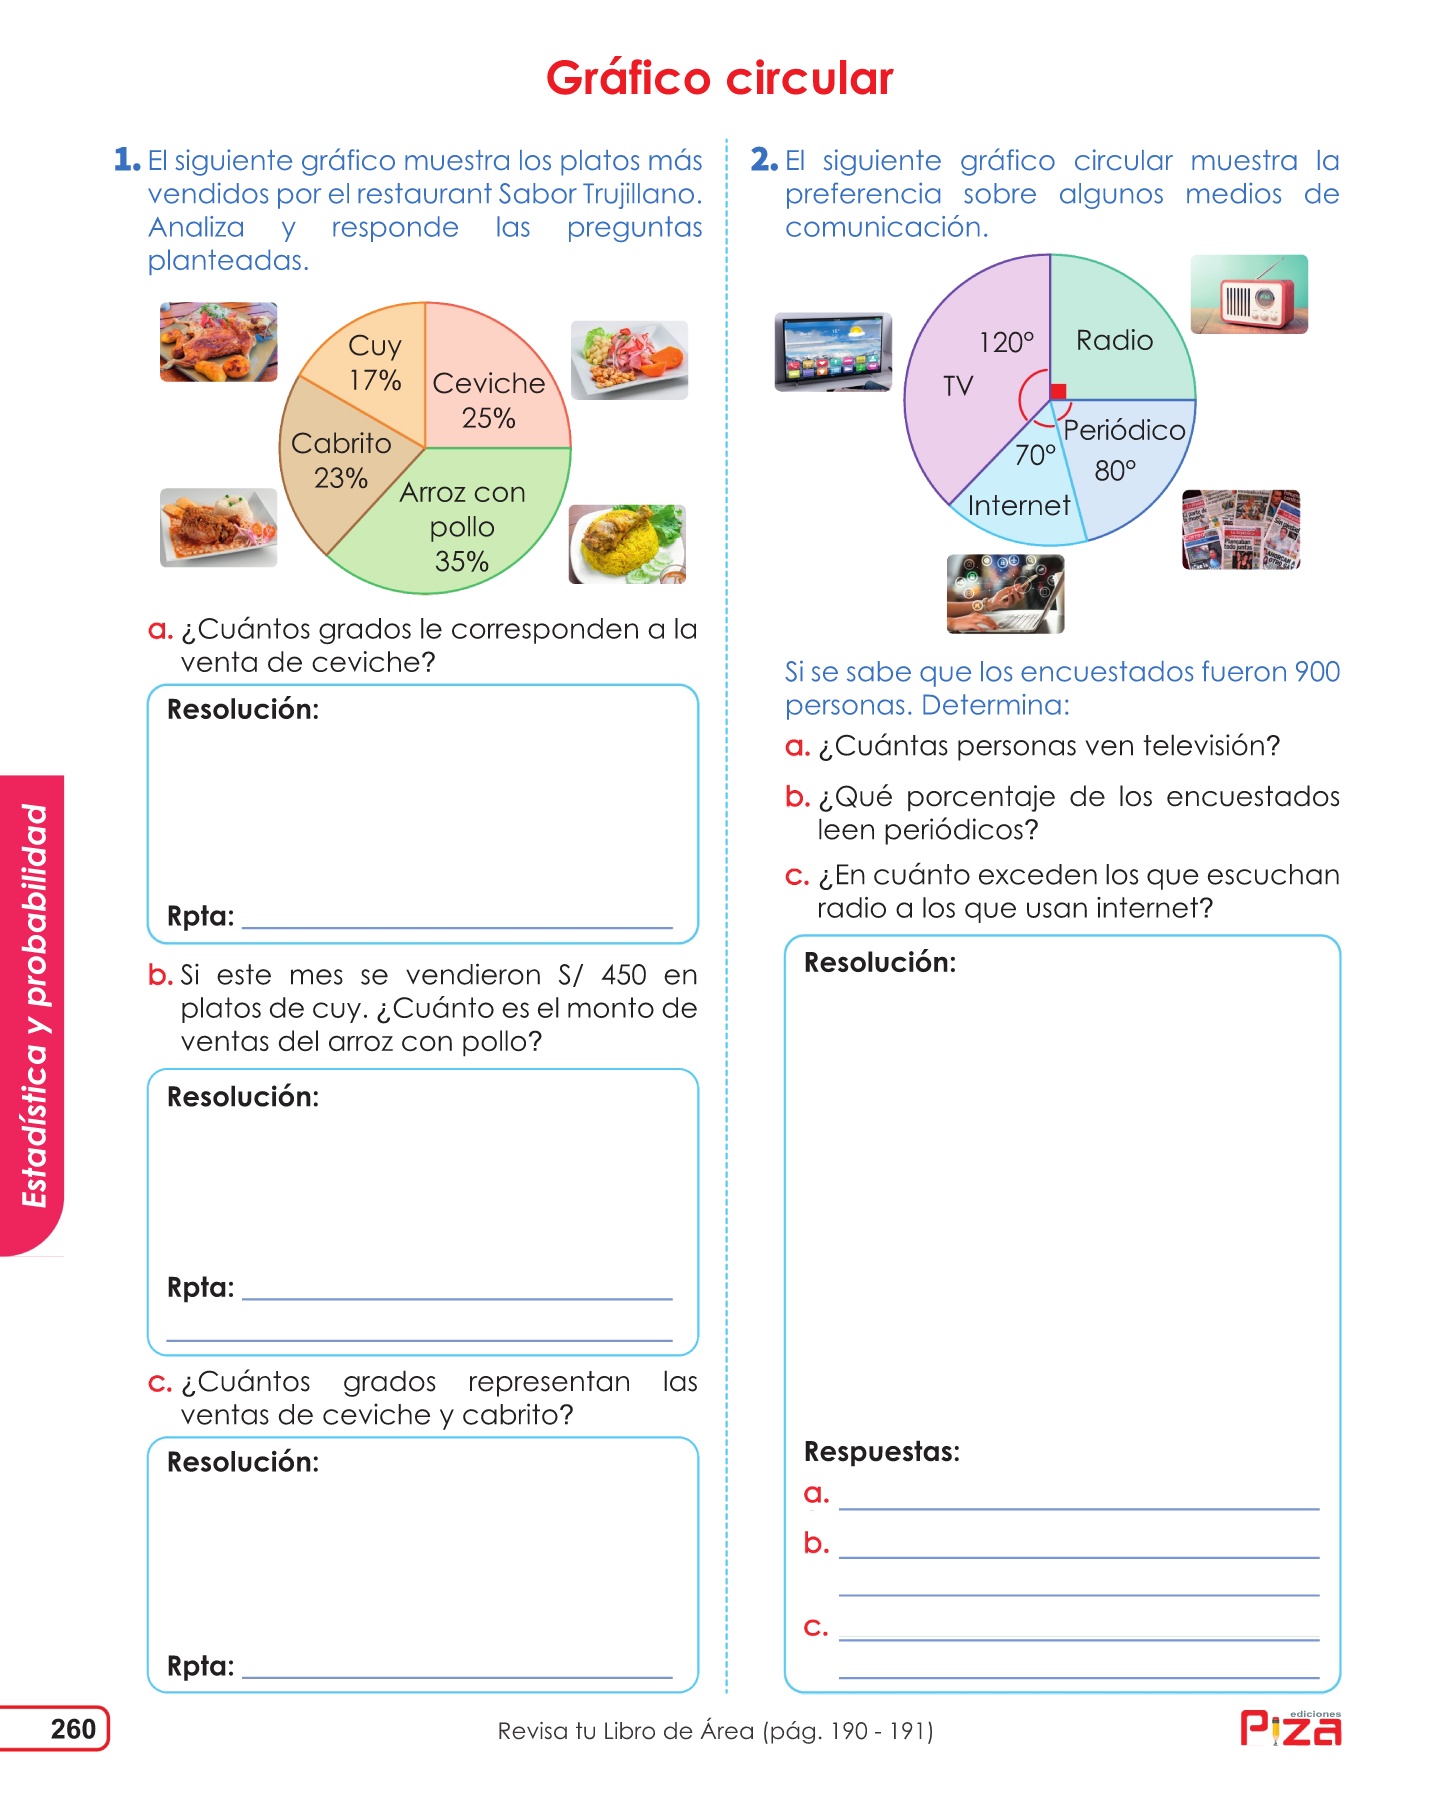 Gráfico circular
1. El siguiente gráfico muestra los platos más
vendidos por el restaurant Sabor Trujillano.
Analiza y responde las preguntas
planteadas.
Cuy
17%
Ceviche
25%
Cabrito
23%
Arroz con
pollo
35%
a. ¿Cuántos grados le corresponden a la
venta de ceviche?
Resolución:
Rpta:
b. Si este mes se vendieron S/ 450 en
platos de cuy. ¿Cuánto es el monto de
ventas del arroz con pollo?
Resolución:
Rpta:
c. ¿Cuántos grados representan las
ventas de ceviche y cabrito?
Resolución:
Rpta:
2. El siguiente gráfico circular muestra la
preferencia sobre algunos medios de
comunicación.
120°
TV
Radio
Periódico
80°
70°
Internet
Si se sabe que los encuestados fueron 900
personas. Determina:
a. ¿Cuántas personas ven televisión?
b. ¿Qué porcentaje de los encuestados
leen periódicos?
c. ¿En cuánto exceden los que escuchan
radio a los que usan internet?
Resolución:
Respuestas:
a.
b.
c.
Estadística y probabilidad
260
Revisa tu Libro de Área (pág. 190 - 191)
ediciones
Piza